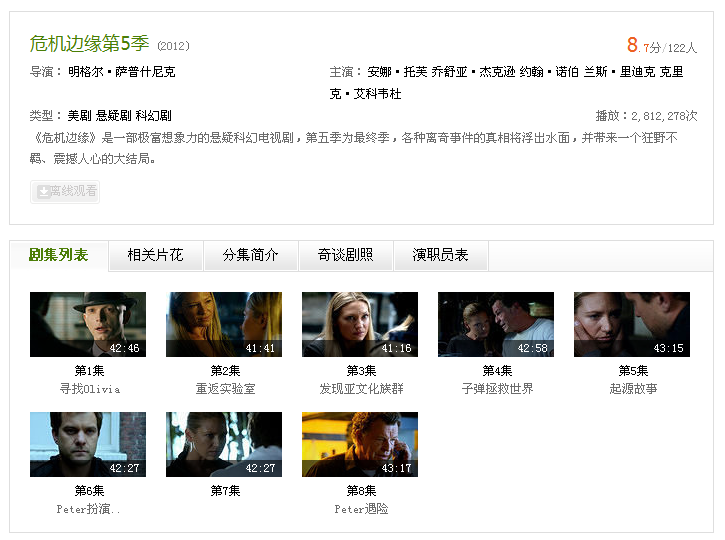 危机边缘第5季 (2012)
8.7分/122人
导演： 明格尔·萨普什尼克
主演： 安娜·托芙 乔舒亚·杰克逊 约翰·诺伯 兰斯·里迪克 克里
克·艾科韦杜
类型： 美剧 悬疑剧 科幻剧
播放：2,812,278次
《危机边缘》是一部极富想象力的悬疑科幻电视剧，第五季为最终季，各种离奇事件的真相将浮出水面，并带来一个狂野不
羁、震撼人心的大结局。
离线观看
剧集列表 相关片花 分集简介 奇谈剧照 演职员表
42:46 41:41 41:16 42:58 43:15
第1集 第2集 第3集 第4集 第5集
寻找Olivia 重返实验室 发现亚文化族群 子弹拯救世界 起源故事
42:27 42:27 43:17
第6集 第7集 第8集
Peter扮演.. Peter遇险